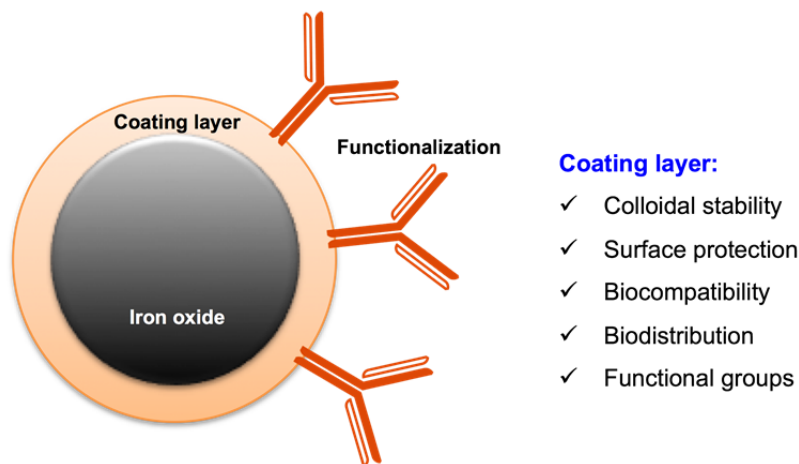 Coating layer
Functionalization
Iron oxide
Coating layer:
✓ Colloidal stability
✓ Surface protection
✓ Biocompatibility
✓ Biodistribution
✓ Functional groups